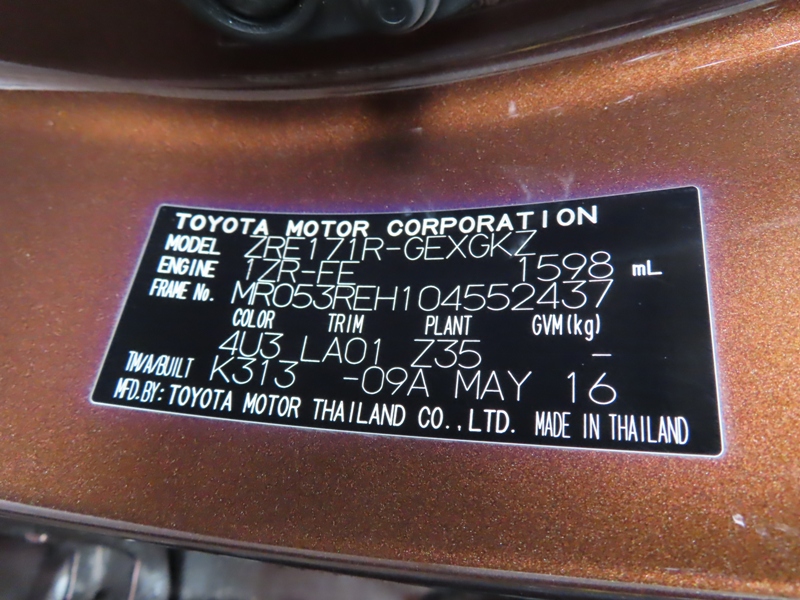 TOYOTA MOTOR CORPORATION
MODEL ZRE171R-GEXGKZ
ENGINE 1ZR-FE 1598 mL
FRAME No. MR053REH104552437
COLOR TRIM PLANT GVM(kg)
4U3 LA01 Z35 –
TM/A/BUILT K313 -09A MAY 16
MFD.BY: TOYOTA MOTOR THAILAND CO.,LTD. MADE IN THAILAND